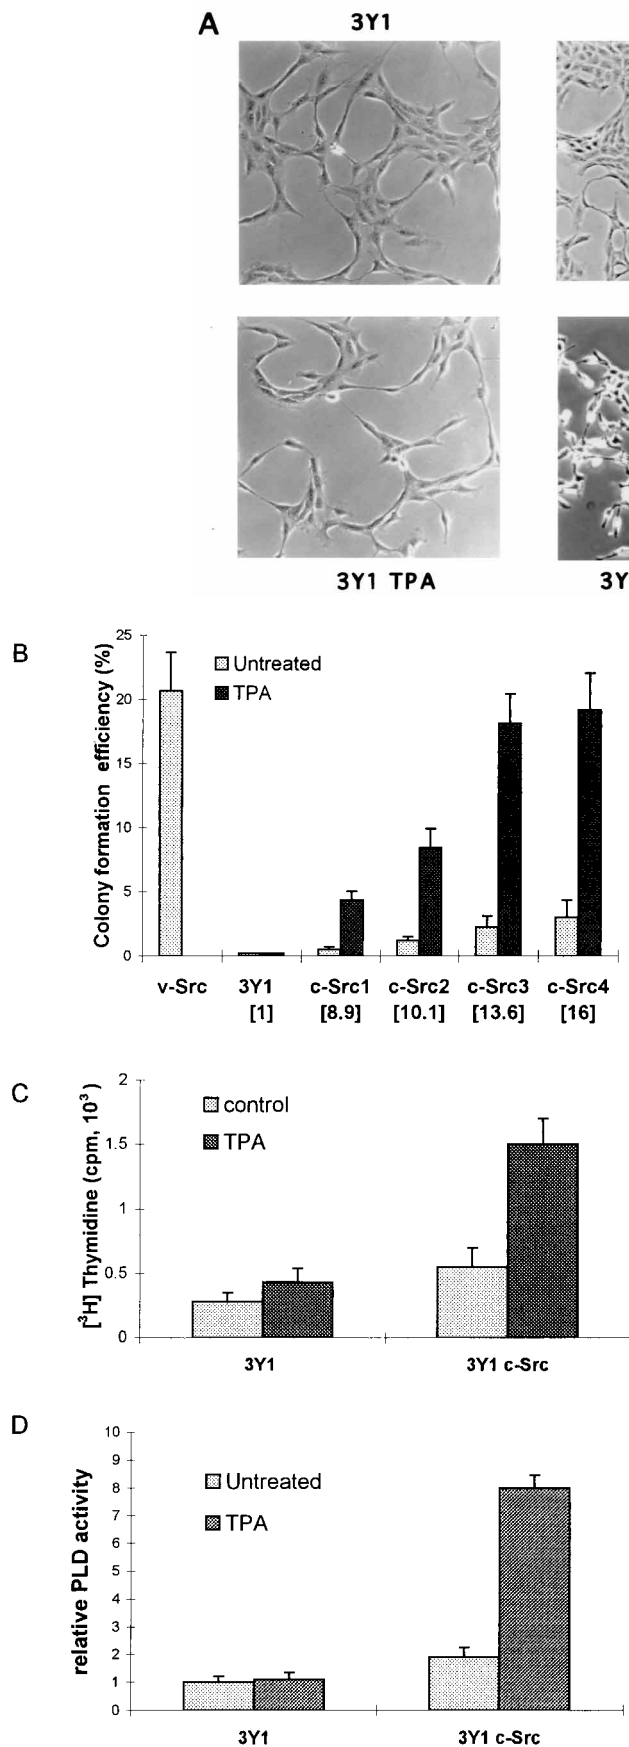 A
3Y1
3Y1 TPA
3Y
B
Colony formation efficiency (%)
25
20
15
10
5
0
Untreated
TPA
v-Src
3Y1
c-Src1
c-Src2
c-Src3
c-Src4
[1]
[8.9]
[10.1]
[13.6]
[16]
C
[³H] Thymidine (cpm, 10³)
2
1.5
1
0.5
0
control
TPA
3Y1
3Y1 c-Src
D
relative PLD activity
10
9
8
7
6
5
4
3
2
1
0
Untreated
TPA
3Y1
3Y1 c-Src